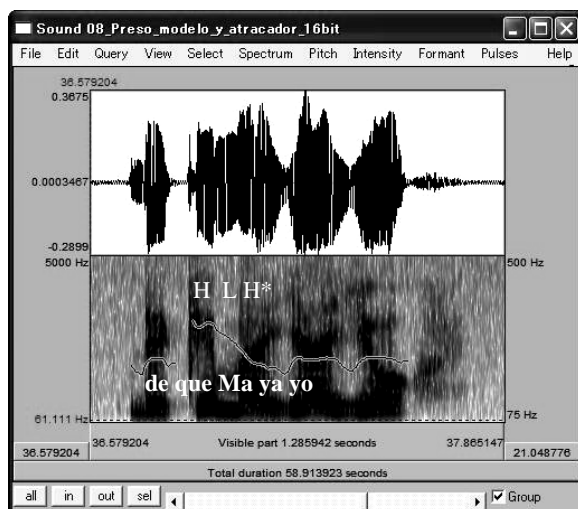 Sound 08_Preso_modelo_y_atracador_16bit
File Edit Query View Select Spectrum Pitch Intensity Formant Pulses Help
36.579204
0.3675
0.0003467
-0.2899
5000 Hz 500 Hz
H L H*
de que Ma ya yo
61.111 Hz 75 Hz
36.579204 Visible part 1.285942 seconds 37.865147
36.579204 21.048776
Total duration 58.913923 seconds
all in out sel Group